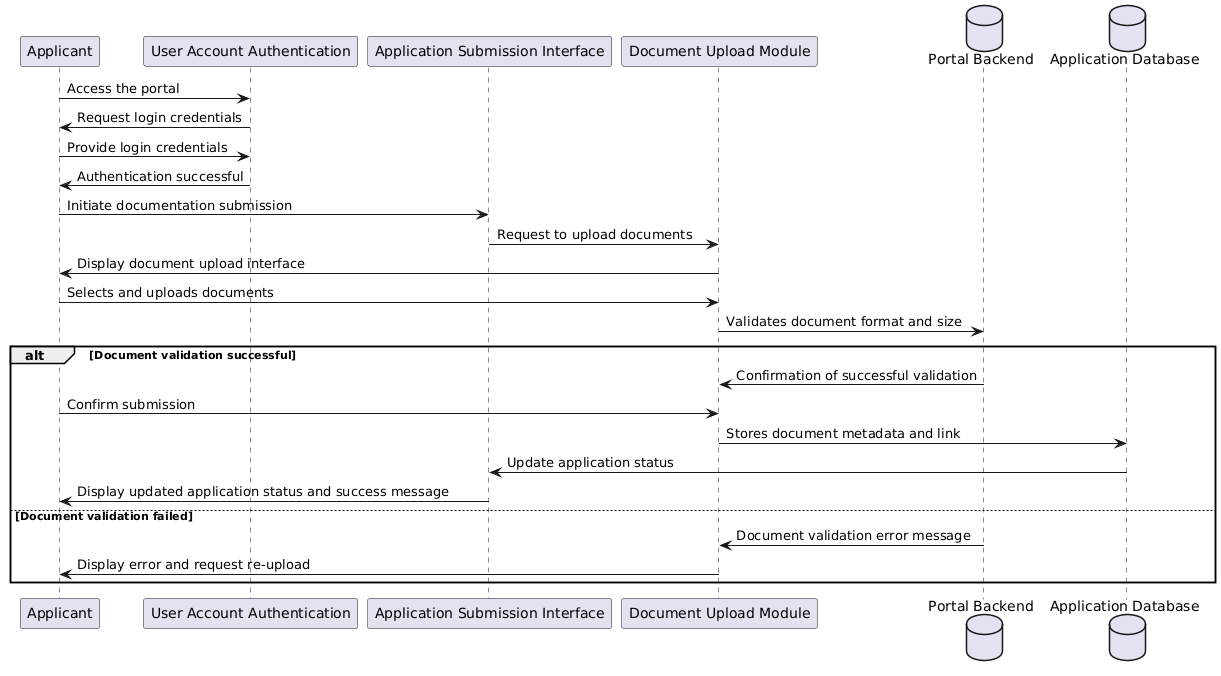 Portal Backend Application Database
Applicant User Account Authentication Application Submission Interface Document Upload Module
Access the portal
Request login credentials
Provide login credentials
Authentication successful
Initiate documentation submission
Request to upload documents
Display document upload interface
Selects and uploads documents
Validates document format and size
alt [Document validation successful]
Confirmation of successful validation
Confirm submission
Stores document metadata and link
Update application status
Display updated application status and success message
[Document validation failed]
Document validation error message
Display error and request re-upload
Applicant User Account Authentication Application Submission Interface Document Upload Module Portal Backend Application Database